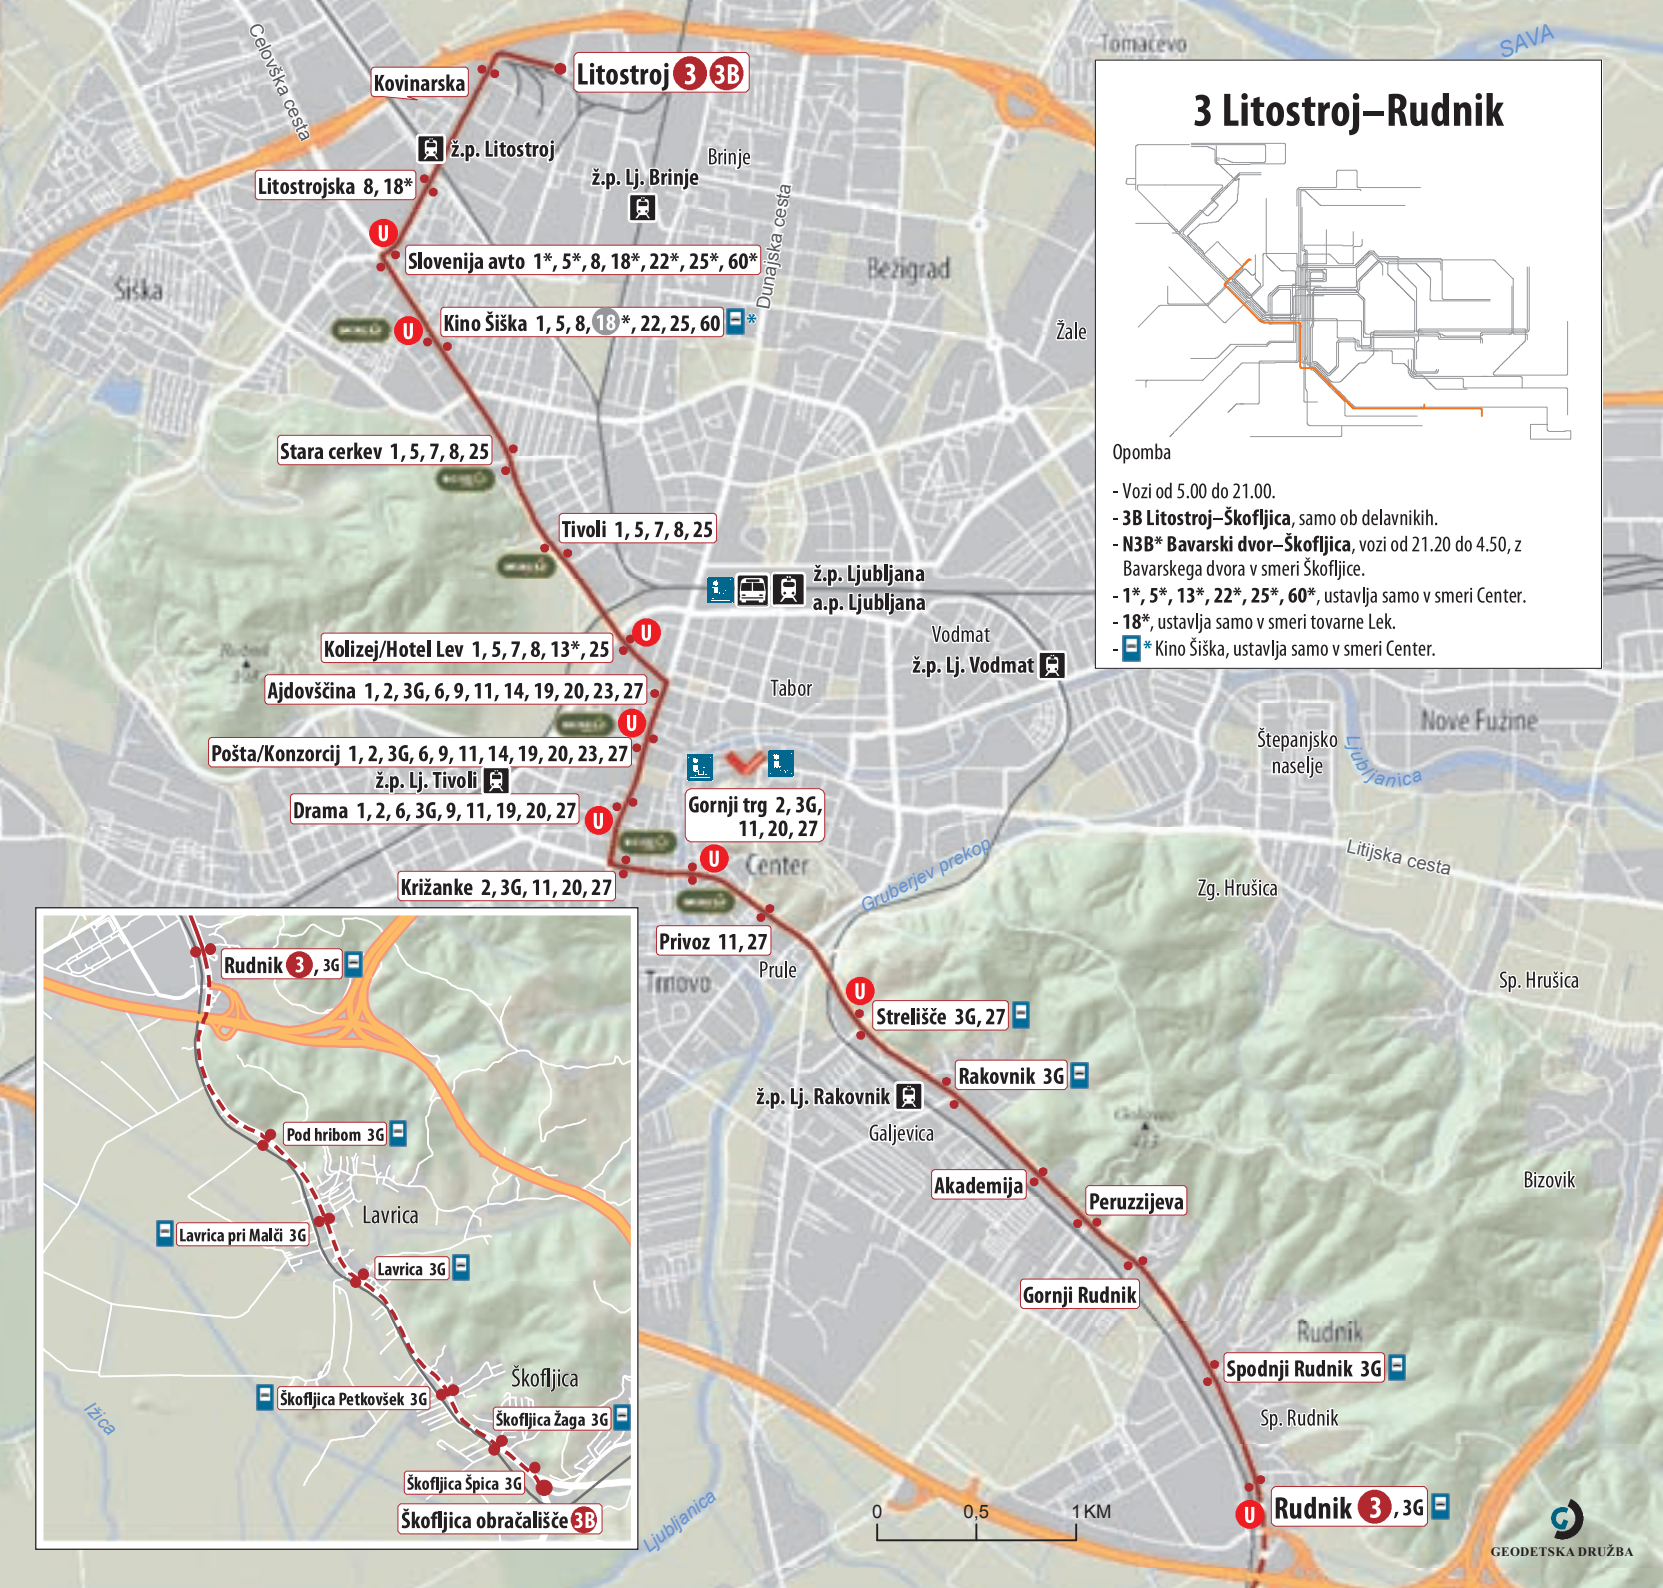 Celovška cesta
Tomačevo
SAVA
Kovinarska
Litostroj 3 3B
ž.p. Litostroj
Brinje
ž.p. Lj. Brinje
Litostrojska 8, 18*
Dunajska cesta
Slovenija avto 1*, 5*, 8, 18*, 22*, 25*, 60*
Bežigrad
Šiška
Kino Šiška 1, 5, 8, 18*, 22, 25, 60 *
Žale
3 Litostroj–Rudnik
Opomba
- Vozi od 5.00 do 21.00.
- 3B Litostroj–Škofljica, samo ob delavnikih.
- N3B* Bavarski dvor–Škofljica, vozi od 21.20 do 4.50, z
Bavarskega dvora v smeri Škofljice.
- 1*, 5*, 13*, 22*, 25*, 60*, ustavlja samo v smeri Center.
- 18*, ustavlja samo v smeri tovarne Lek.
- * Kino Šiška, ustavlja samo v smeri Center.
Stara cerkev 1, 5, 7, 8, 25
Tivoli 1, 5, 7, 8, 25
ž.p. Ljubljana
a.p. Ljubljana
Vodmat
ž.p. Lj. Vodmat
Kolizej/Hotel Lev 1, 5, 7, 8, 13*, 25
Ajdovščina 1, 2, 3G, 6, 9, 11, 14, 19, 20, 23, 27
Tabor
Nove Fužine
Štepanjsko
naselje
Ljubljanica
Pošta/Konzorcij 1, 2, 3G, 6, 9, 11, 14, 19, 20, 23, 27
ž.p. Lj. Tivoli
Drama 1, 2, 6, 3G, 9, 11, 19, 20, 27
Gornji trg 2, 3G,
11, 20, 27
Center
Gruberjev prekop
Litijska cesta
Križanke 2, 3G, 11, 20, 27
Zg. Hrušica
Privoz 11, 27
Prule
Trnovo
Sp. Hrušica
Strelišče 3G, 27
Rakovnik 3G
ž.p. Lj. Rakovnik
Galjevica
Akademija
Peruzzijeva
Bizovik
Gornji Rudnik
Rudnik
Spodnji Rudnik 3G
Sp. Rudnik
Rudnik 3, 3G
Ljubljanica
0 0,5 1 KM
Rudnik 3, 3G
Pod hribom 3G
Lavrica
Lavrica pri Malči 3G
Lavrica 3G
Škofljica
Škofljica Petkovšek 3G
Škofljica Žaga 3G
Ižica
Škofljica Špica 3G
Škofljica obračališče 3B
GEODETSKA DRUŽBA
U
U
U
U
U
U
U
U